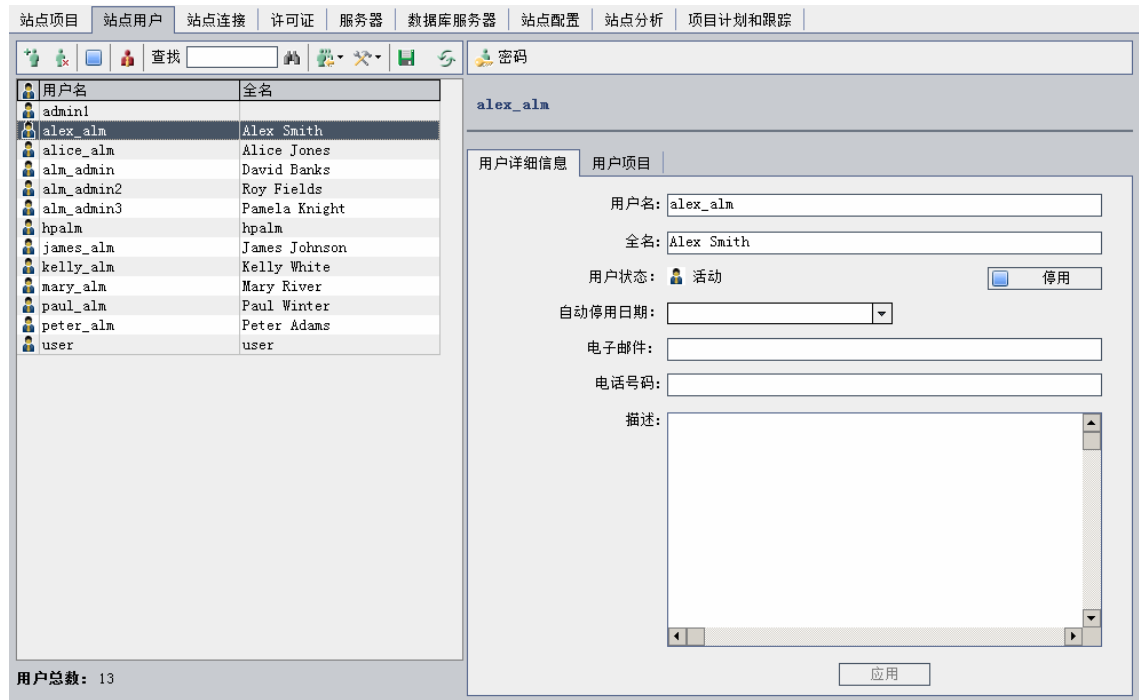 站点项目 站点用户 站点连接 许可证 服务器 数据库服务器 站点配置 站点分析 项目计划和跟踪
查找
用户名 全名
admin1
alex_alm Alex Smith
alice_alm Alice Jones
alm_admin David Banks
alm_admin2 Roy Fields
alm_admin3 Pamela Knight
hpalm hpalm
james_alm James Johnson
kelly_alm Kelly White
mary_alm Mary River
paul_alm Paul Winter
peter_alm Peter Adams
user user
用户总数: 13
密码
alex_alm
用户详细信息 用户项目
用户名: alex_alm
全名: Alex Smith
用户状态: 活动 停用
自动停用日期:
电子邮件:
电话号码:
描述:
应用